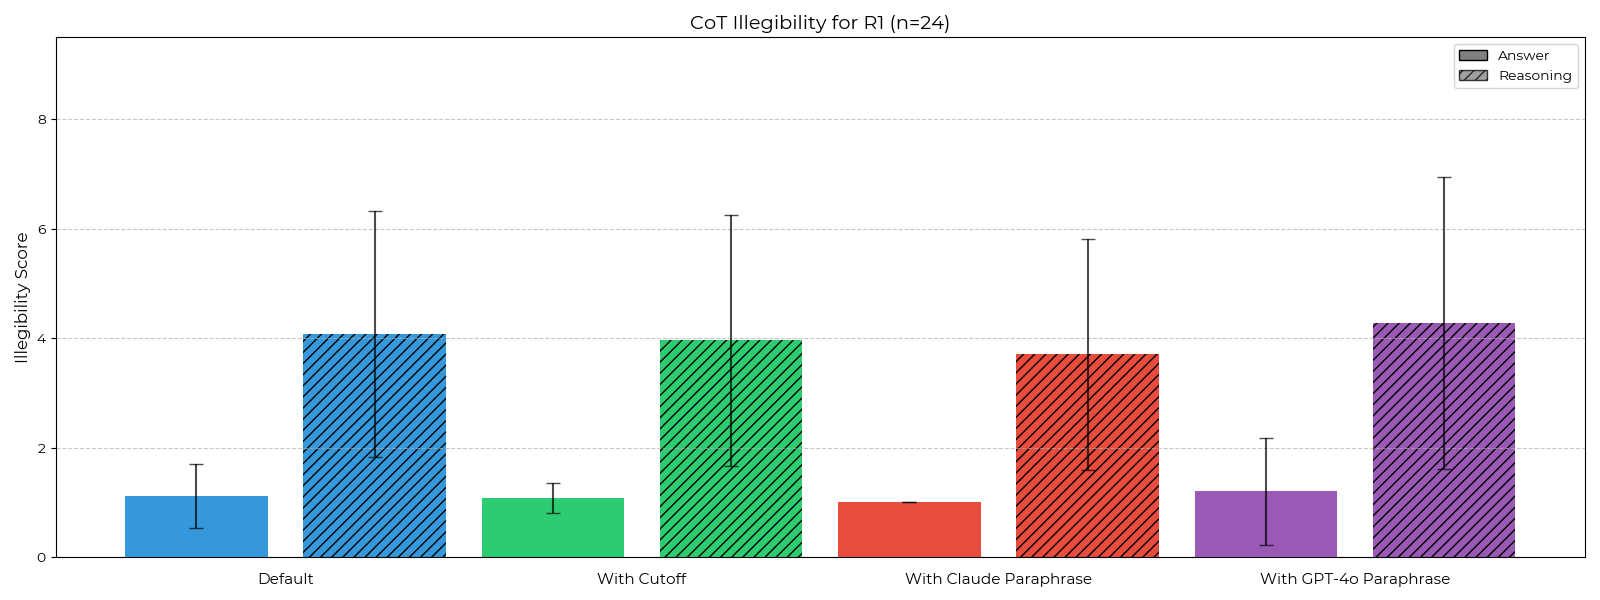 CoT Illegibility for R1 (n=24)
Answer
Reasoning
Illegibility Score
8
6
4
2
0
Default
With Cutoff
With Claude Paraphrase
With GPT-4o Paraphrase